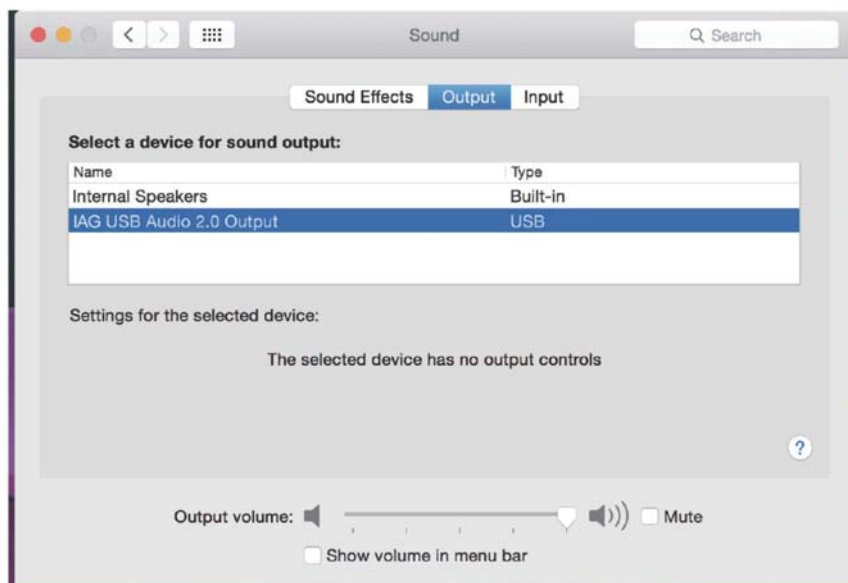 Sound
Search
Sound Effects Output Input
Select a device for sound output:
Name Type
Internal Speakers Built-in
IAG USB Audio 2.0 Output USB
Settings for the selected device:
The selected device has no output controls
?
Output volume: Mute
Show volume in menu bar